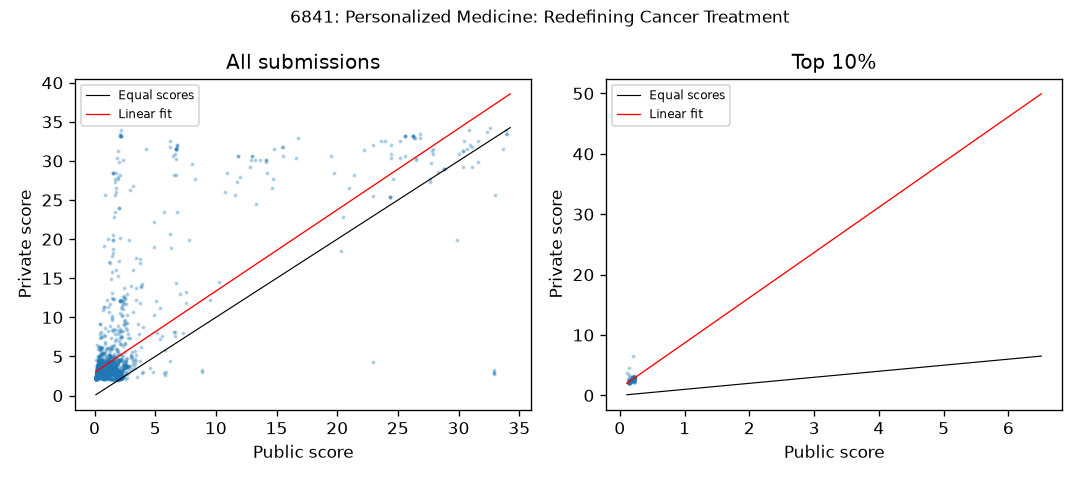 6841: Personalized Medicine: Redefining Cancer Treatment
All submissions
Equal scores
Linear fit
Private score
40
35
30
25
20
15
10
5
0
0 5 10 15 20 25 30 35
Public score
Top 10%
Equal scores
Linear fit
Private score
50
40
30
20
10
0
0 1 2 3 4 5 6
Public score